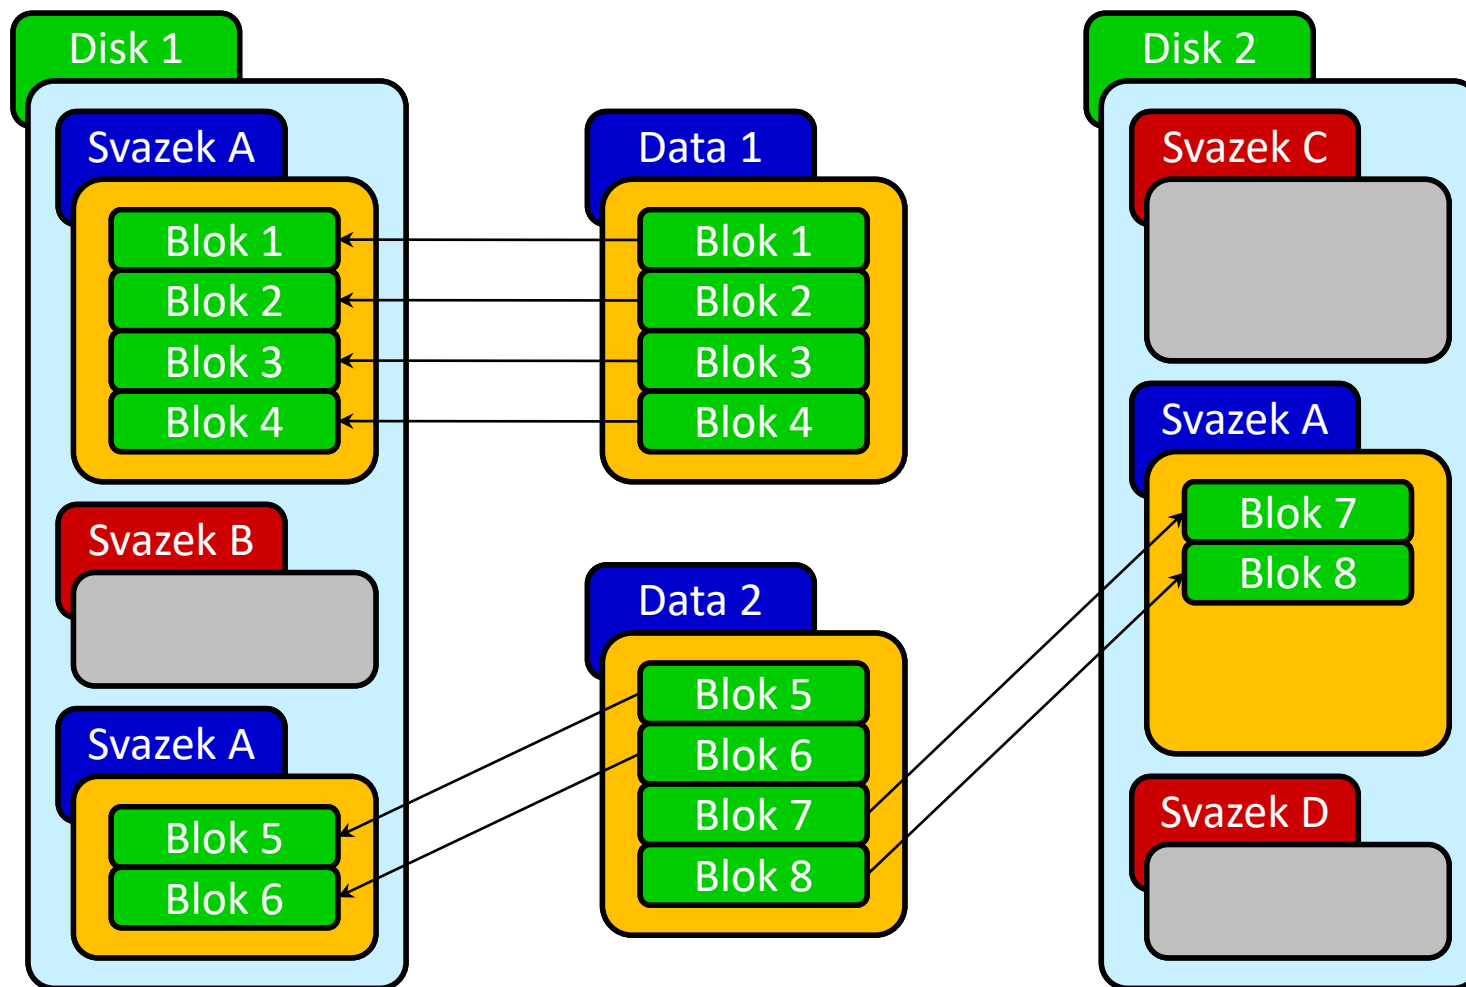 Disk 1
Svazek A
Blok 1
Blok 2
Blok 3
Blok 4
Svazek B
Svazek A
Blok 5
Blok 6
Data 1
Blok 1
Blok 2
Blok 3
Blok 4
Data 2
Blok 5
Blok 6
Blok 7
Blok 8
Disk 2
Svazek C
Svazek A
Blok 7
Blok 8
Svazek D